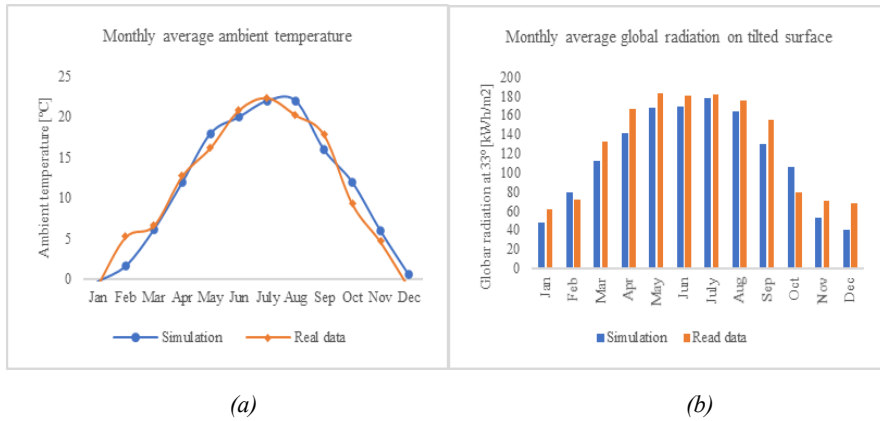 Monthly average ambient temperature
Ambient temperature [°C]
25
20
15
10
5
0
Jan Feb Mar Apr May Jun July Aug Sep Oct Nov Dec
Simulation Real data
(a)
Monthly average global radiation on tilted surface
Globar radiation at 33° [kWh/m2]
200
180
160
140
120
100
80
60
40
20
0
Jan Feb Mar Apr May Jun July Aug Sep Oct Nov Dec
Simulation Read data
(b)